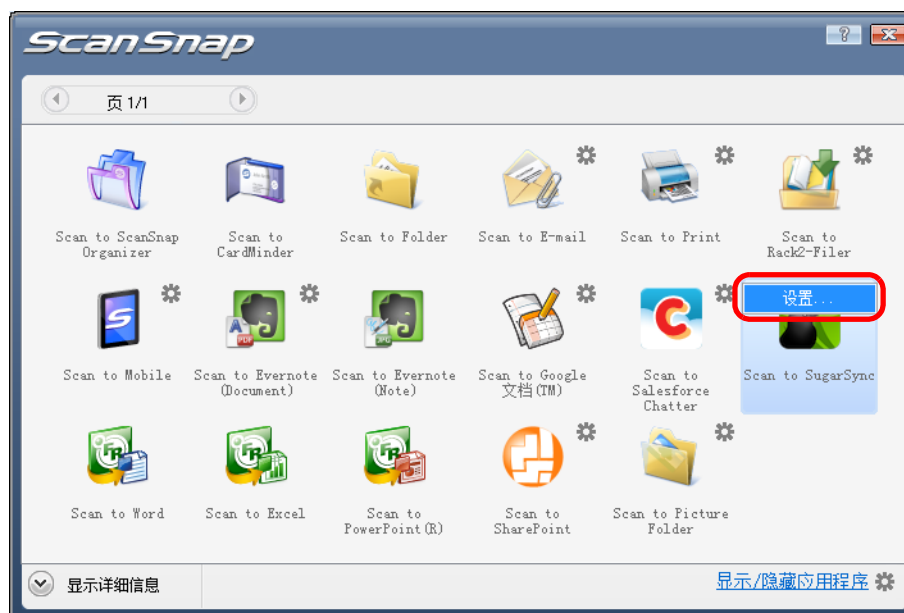 ScanSnap
?
页 1/1
Scan to ScanSnap
Organizer
Scan to
CardMinder
Scan to Folder
Scan to E-mail
Scan to Print
Scan to
Rack2-Filer
设置...
Scan to Mobile
Scan to Evernote
(Document)
Scan to Evernote
(Note)
Scan to Google
文档(TM)
Scan to
Salesforce
Chatter
Scan to SugarSync
Scan to Word
Scan to Excel
Scan to
PowerPoint(R)
Scan to
SharePoint
Scan to Picture
Folder
显示详细信息
显示/隐藏应用程序